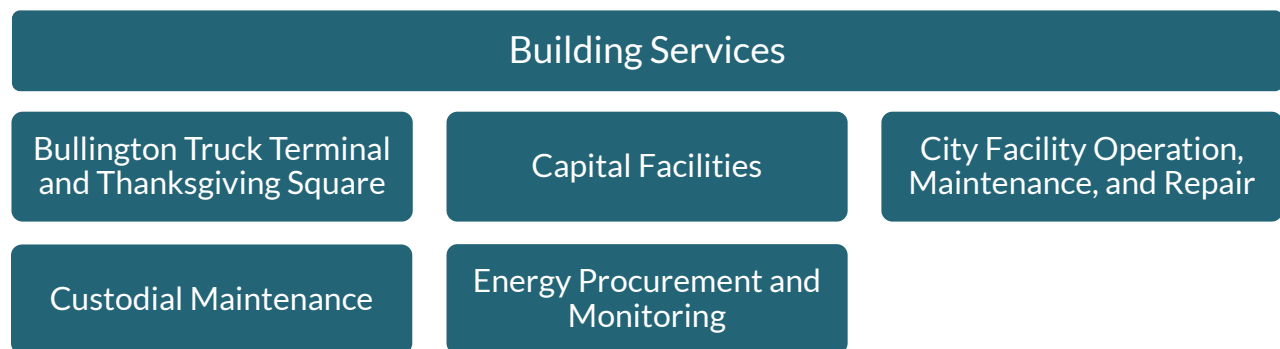 Building Services
Bullington Truck Terminal
and Thanksgiving Square
Capital Facilities
City Facility Operation,
Maintenance, and Repair
Custodial Maintenance
Energy Procurement and
Monitoring